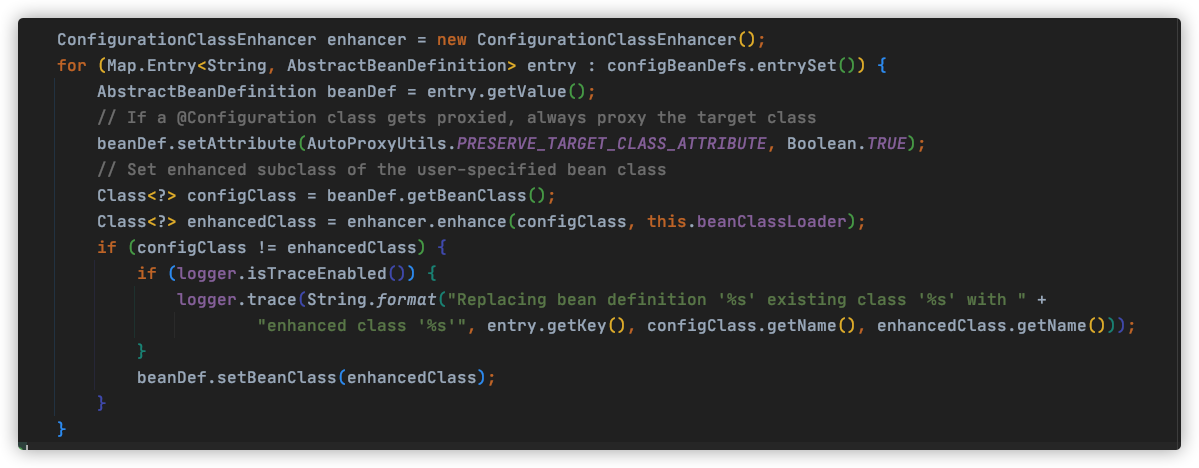 ConfigurationClassEnhancer enhancer = new ConfigurationClassEnhancer();
for (Map.Entry<String, AbstractBeanDefinition> entry : configBeanDefs.entrySet()) {
AbstractBeanDefinition beanDef = entry.getValue();
// If a @Configuration class gets proxied, always proxy the target class
beanDef.setAttribute(AutoProxyUtils.PRESERVE_TARGET_CLASS_ATTRIBUTE, Boolean.TRUE);
// Set enhanced subclass of the user-specified bean class
Class<?> configClass = beanDef.getBeanClass();
Class<?> enhancedClass = enhancer.enhance(configClass, this.beanClassLoader);
if (configClass != enhancedClass) {
if (logger.isTraceEnabled()) {
logger.trace(String.format("Replacing bean definition '%s' existing class '%s' with " +
"enhanced class '%s'", entry.getKey(), configClass.getName(), enhancedClass.getName()));
}
beanDef.setBeanClass(enhancedClass);
}
}